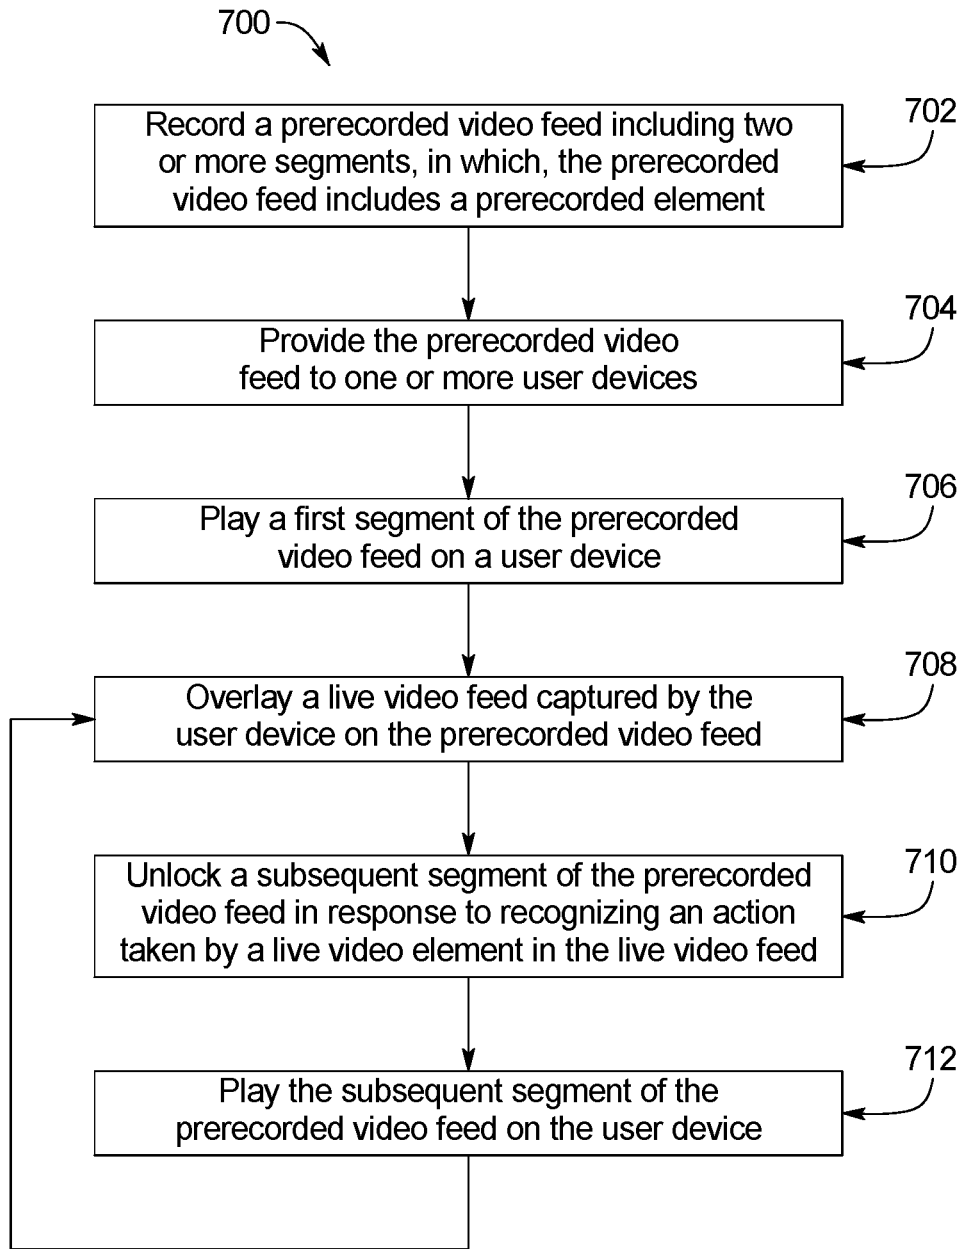 700
702
Record a prerecorded video feed including two
or more segments, in which, the prerecorded
video feed includes a prerecorded element
704
Provide the prerecorded video
feed to one or more user devices
706
Play a first segment of the prerecorded
video feed on a user device
708
Overlay a live video feed captured by the
user device on the prerecorded video feed
710
Unlock a subsequent segment of the prerecorded
video feed in response to recognizing an action
taken by a live video element in the live video feed
712
Play the subsequent segment of the
prerecorded video feed on the user device